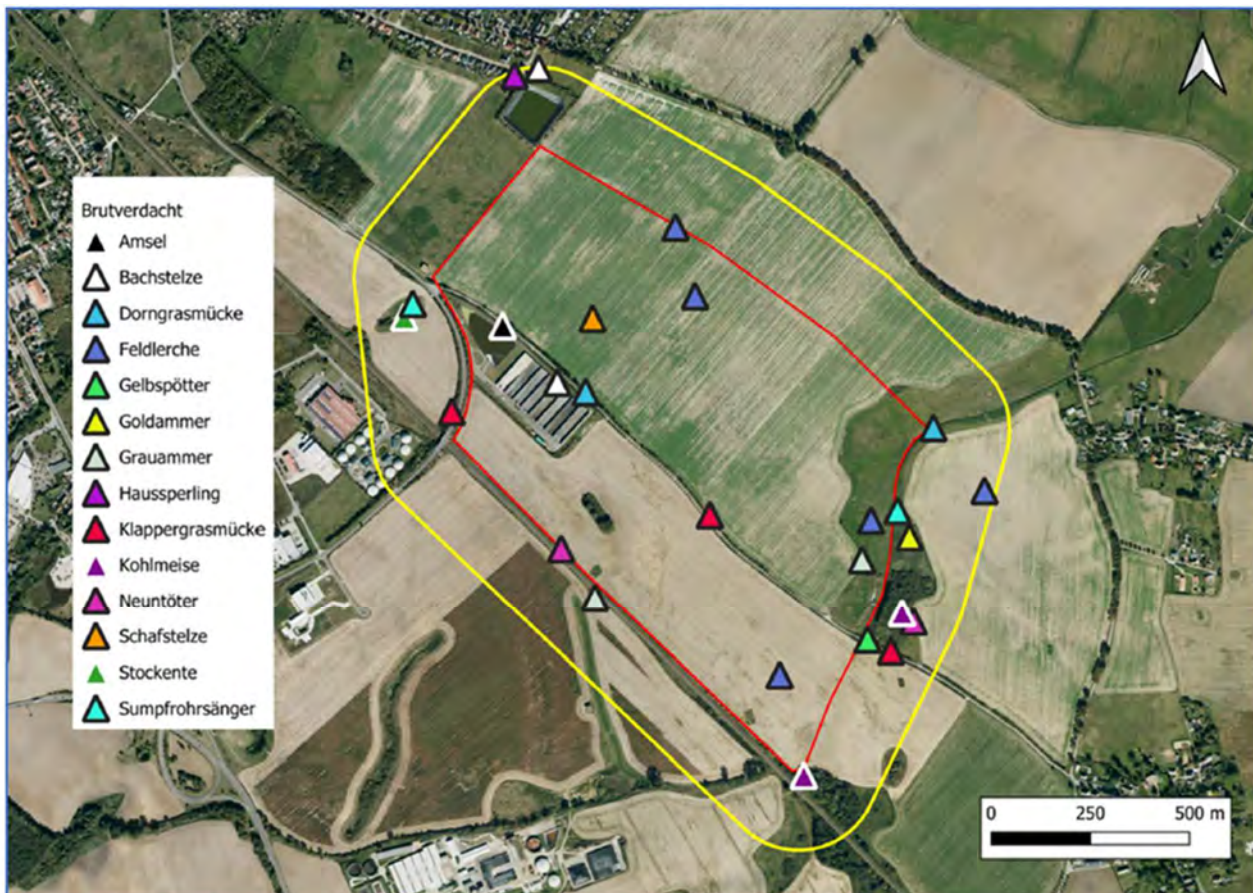 Brutverdacht
Amsel
Bachstelze
Dorngrasmücke
Feldlerche
Gelbspötter
Goldammer
Grauammer
Haussperling
Klappergrasmücke
Kohlmeise
Neuntöter
Schafstelze
Stockente
Sumpfrohrsänger
0 250 500 m